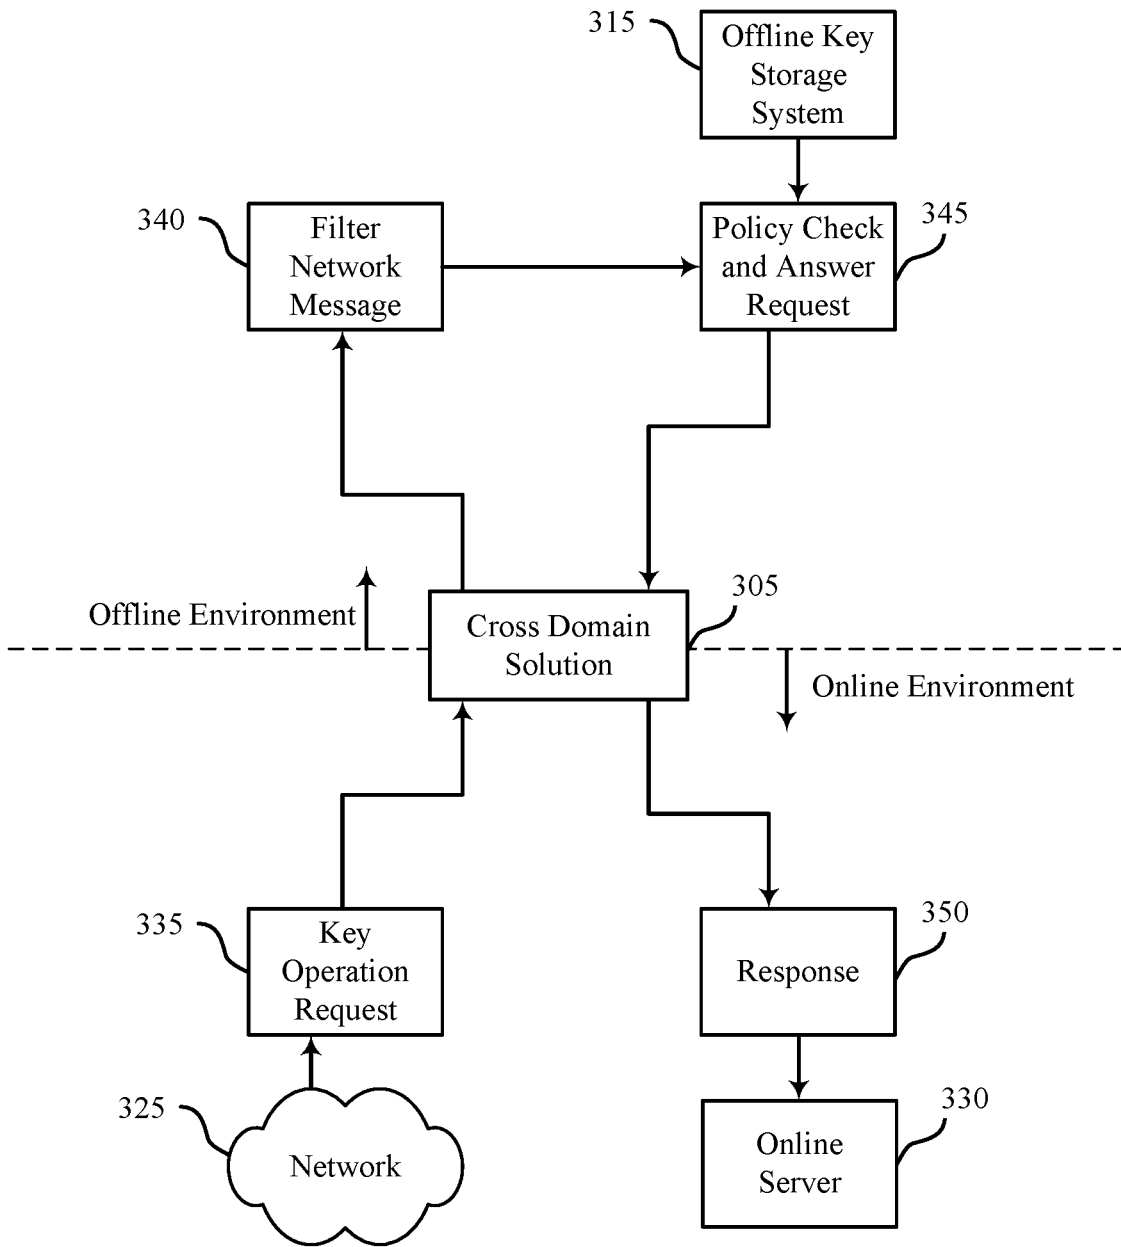 315
Offline Key
Storage
System
340
Filter
Network
Message
Policy Check
and Answer
Request
345
305
Offline Environment
Cross Domain
Solution
Online Environment
335
Key
Operation
Request
Response
350
325
Network
Online
Server
330